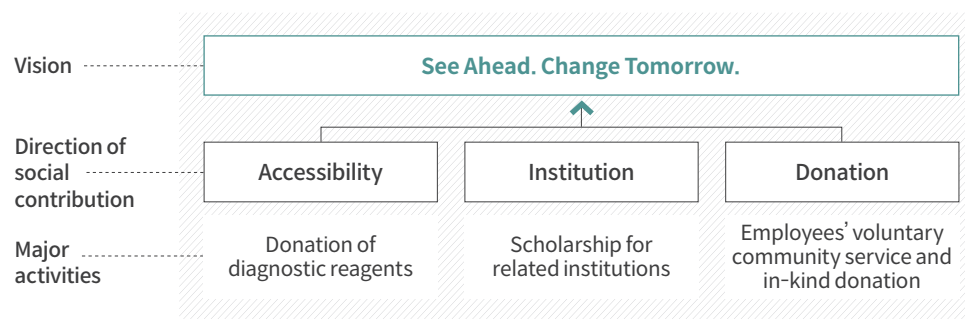 Vision
See Ahead. Change Tomorrow.
Direction of
social
contribution
Accessibility
Institution
Donation
Major
activities
Donation of
diagnostic reagents
Scholarship for
related institutions
Employees’ voluntary
community service and
in-kind donation